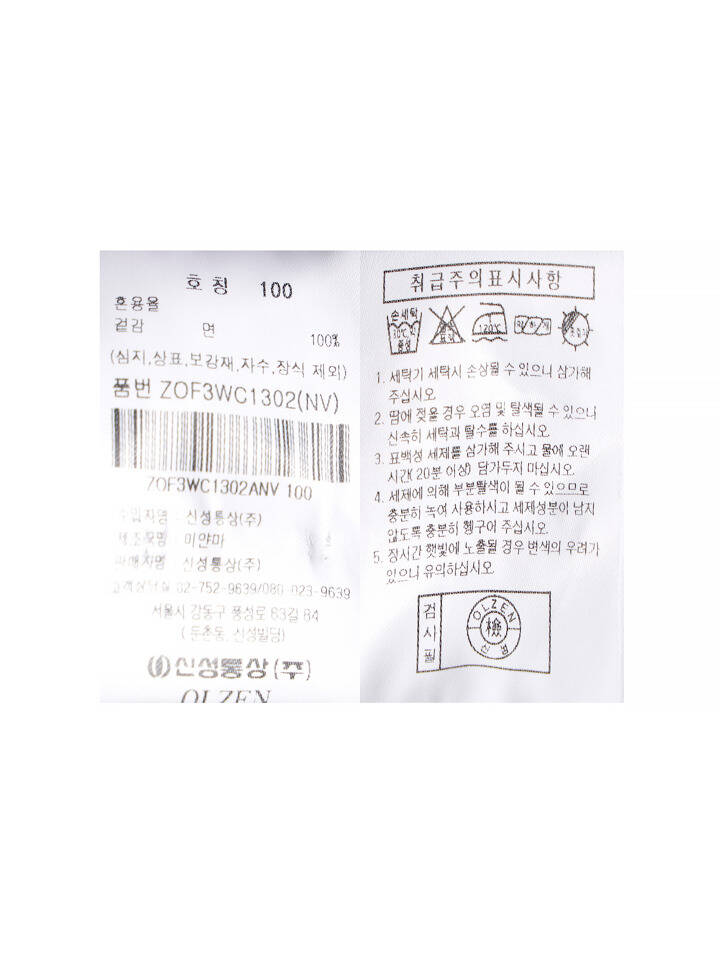 호칭 100
혼용율
겉감 면 100%
(심지,상표,보강재,자수,장식 제외)
품번 ZOF3WC1302(NV)
ZOF3WC1302ANV 100
수입자명 : 신성통상(주)
제조국명 : 미얀마
판매자명 : 신성통상(주)
고객상담실 02-752-9639/080-023-9639
서울시 강동구 풍성로 63길 84
(둔촌동, 신성빌딩)
신성통상(주)
OLZEN
취급주의표시사항
손세탁
30℃
중성
120℃
약하게
1. 세탁기 세탁시 손상될 수 있으니 삼가해
주십시오.
2. 땀에 젖을 경우 오염 및 탈색될 수 있으니
신속히 세탁과 탈수를 하십시오.
3. 표백성 세제를 삼가해 주시고 물에 오랜
시간(20분 이상) 담가두지 마십시오.
4. 세제에 의해 부분탈색이 될 수 있으므로
충분히 녹여 사용하시고 세제성분이 남지
않도록 충분히 헹구어 주십시오.
5. 장시간 햇빛에 노출될 경우 변색의 우려가
있으니 유의하십시오.
검사필
OLZEN
檢
신성